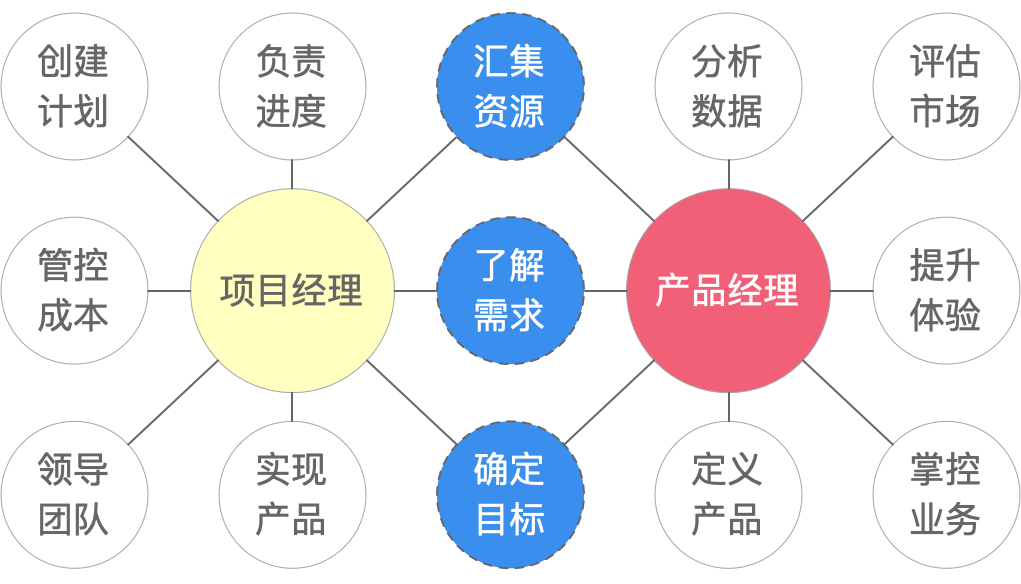 创建
计划
负责
进度
汇集
资源
分析
数据
评估
市场
管控
成本
项目经理
了解
需求
产品经理
提升
体验
领导
团队
实现
产品
确定
目标
定义
产品
掌控
业务